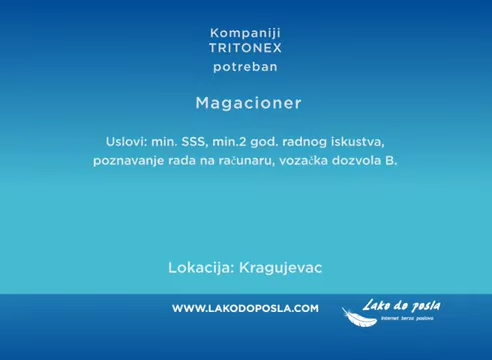 Kompaniji
TRITONEX
potreban
Magacioner
Uslovi: min. SSS, min.2 god. radnog iskustva,
poznavanje rada na računaru, vozačka dozvola B.
Lokacija: Kragujevac
WWW.LAKODOPOSLA.COM
Lako do posla
internet berza poslova